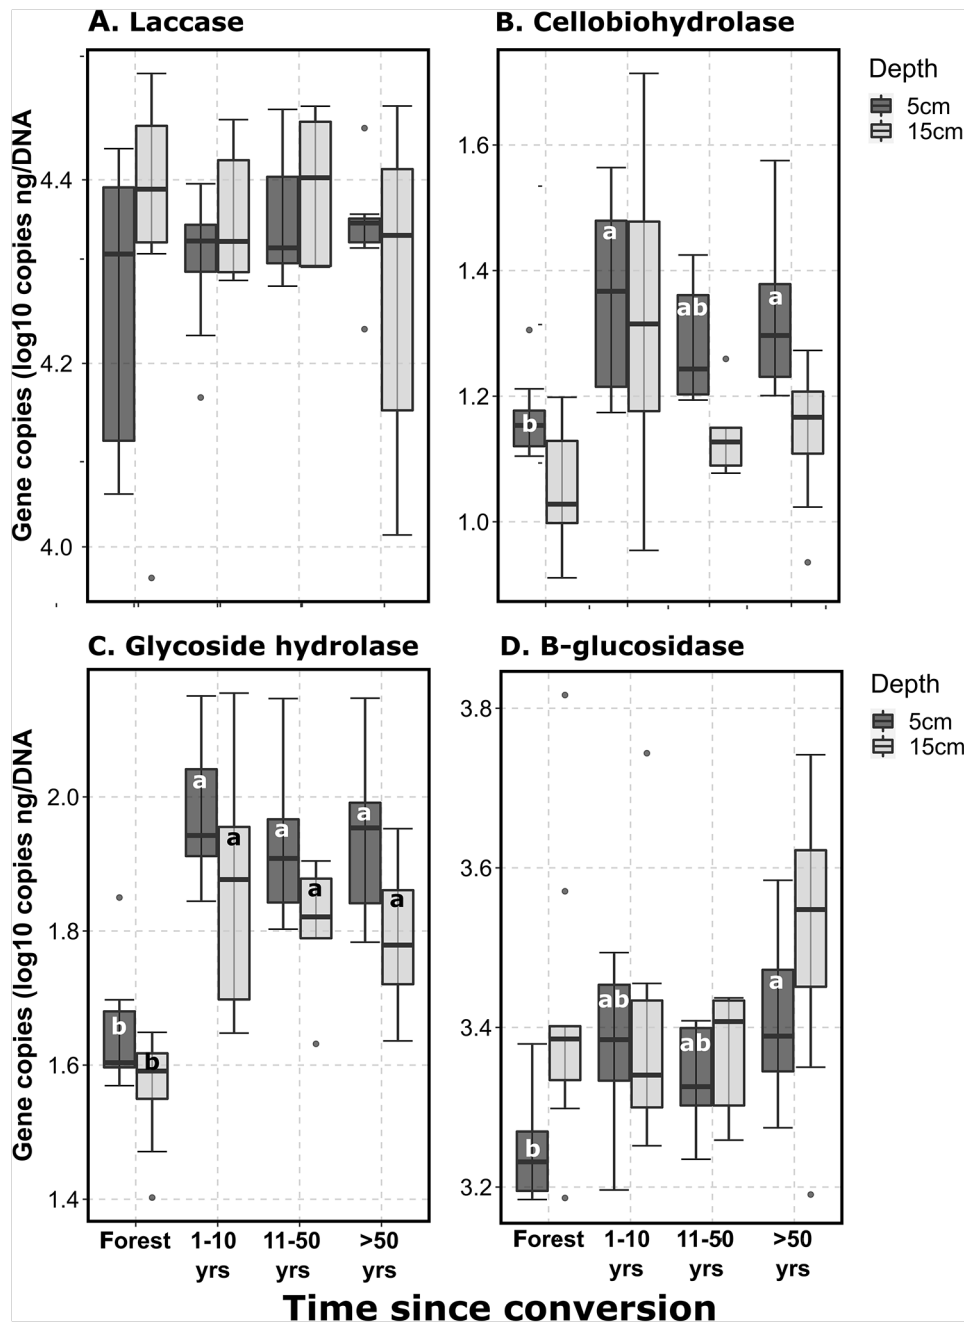 A. Laccase
B. Cellobiohydrolase
Gene copies (log10 copies ng/DNA
4.4
4.2
4.0
1.6
1.4
1.2
1.0
b
a
ab
a
Depth
5cm
15cm
C. Glycoside hydrolase
D. B-glucosidase
Gene copies (log10 copies ng/DNA
2.0
1.8
1.6
1.4
b
b
a
a
a
a
a
a
3.8
3.6
3.4
3.2
b
ab
ab
a
Depth
5cm
15cm
Forest 1-10 11-50 >50
yrs yrs yrs
Forest 1-10 11-50 >50
yrs yrs yrs
Time since conversion